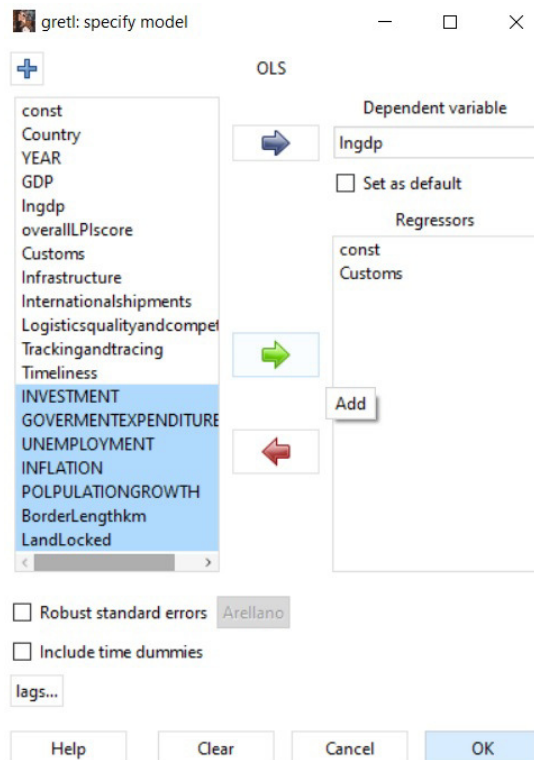 gretl: specify model
OLS
const
Country
YEAR
GDP
lngdp
overallLPIscore
Customs
Infrastructure
Internationalshipments
Logisticsqualityandcompet
Trackingandtracing
Timeliness
INVESTMENT
GOVERMENTEXPENDITURE
UNEMPLOYMENT
INFLATION
POLPULATIONGROWTH
BorderLengthkm
LandLocked
Dependent variable
lngdp
Set as default
Regressors
const
Customs
Add
Robust standard errors Arellano
Include time dummies
lags...
Help Clear Cancel OK